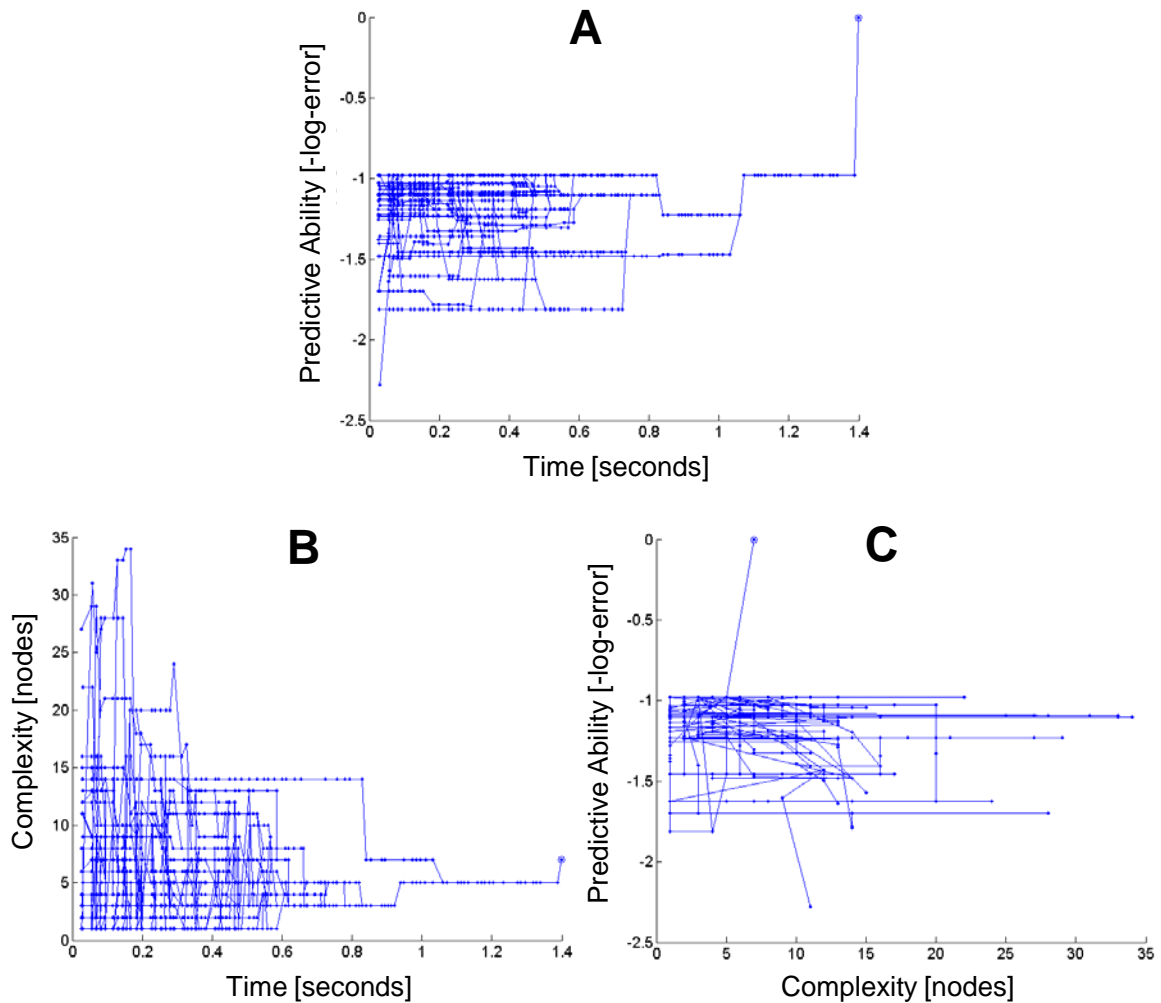 A
Predictive Ability [-log-error]
0
-0.5
-1
-1.5
-2
-2.5
0 0.2 0.4 0.6 0.8 1 1.2 1.4
Time [seconds]
B
Complexity [nodes]
35
30
25
20
15
10
5
0
0 0.2 0.4 0.6 0.8 1 1.2 1.4
Time [seconds]
C
Predictive Ability [-log-error]
0
-0.5
-1
-1.5
-2
-2.5
0 5 10 15 20 25 30 35
Complexity [nodes]